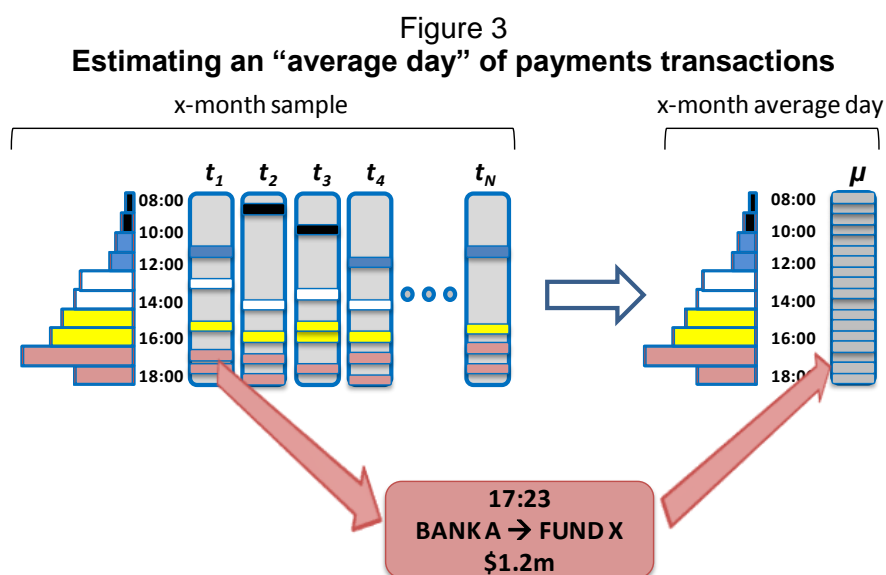 Figure 3
Estimating an “average day” of payments transactions
x-month sample
x-month average day
t1 t2 t3 t4 tN
µ
08:00
10:00
12:00
14:00
16:00
18:00
08:00
10:00
12:00
14:00
16:00
18:00
17:23
BANK A → FUND X
$1.2m